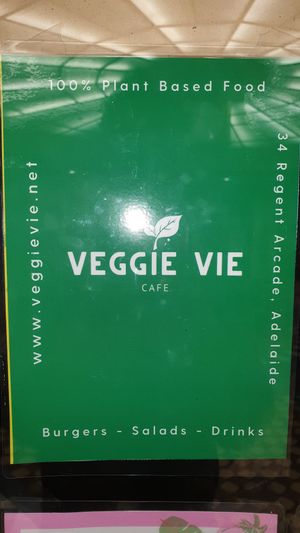 100% Plant Based Food
www.veggievie.net
34 Regent Arcade, Adelaide
VEGGIE VIE
CAFE
Burgers - Salads - Drinks